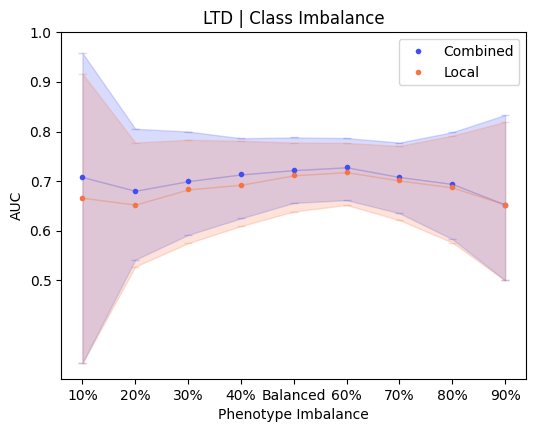 LTD | Class Imbalance
1.0
0.9
0.8
0.7
0.6
0.5
AUC
Combined
Local
10% 20% 30% 40% Balanced 60% 70% 80% 90%
Phenotype Imbalance